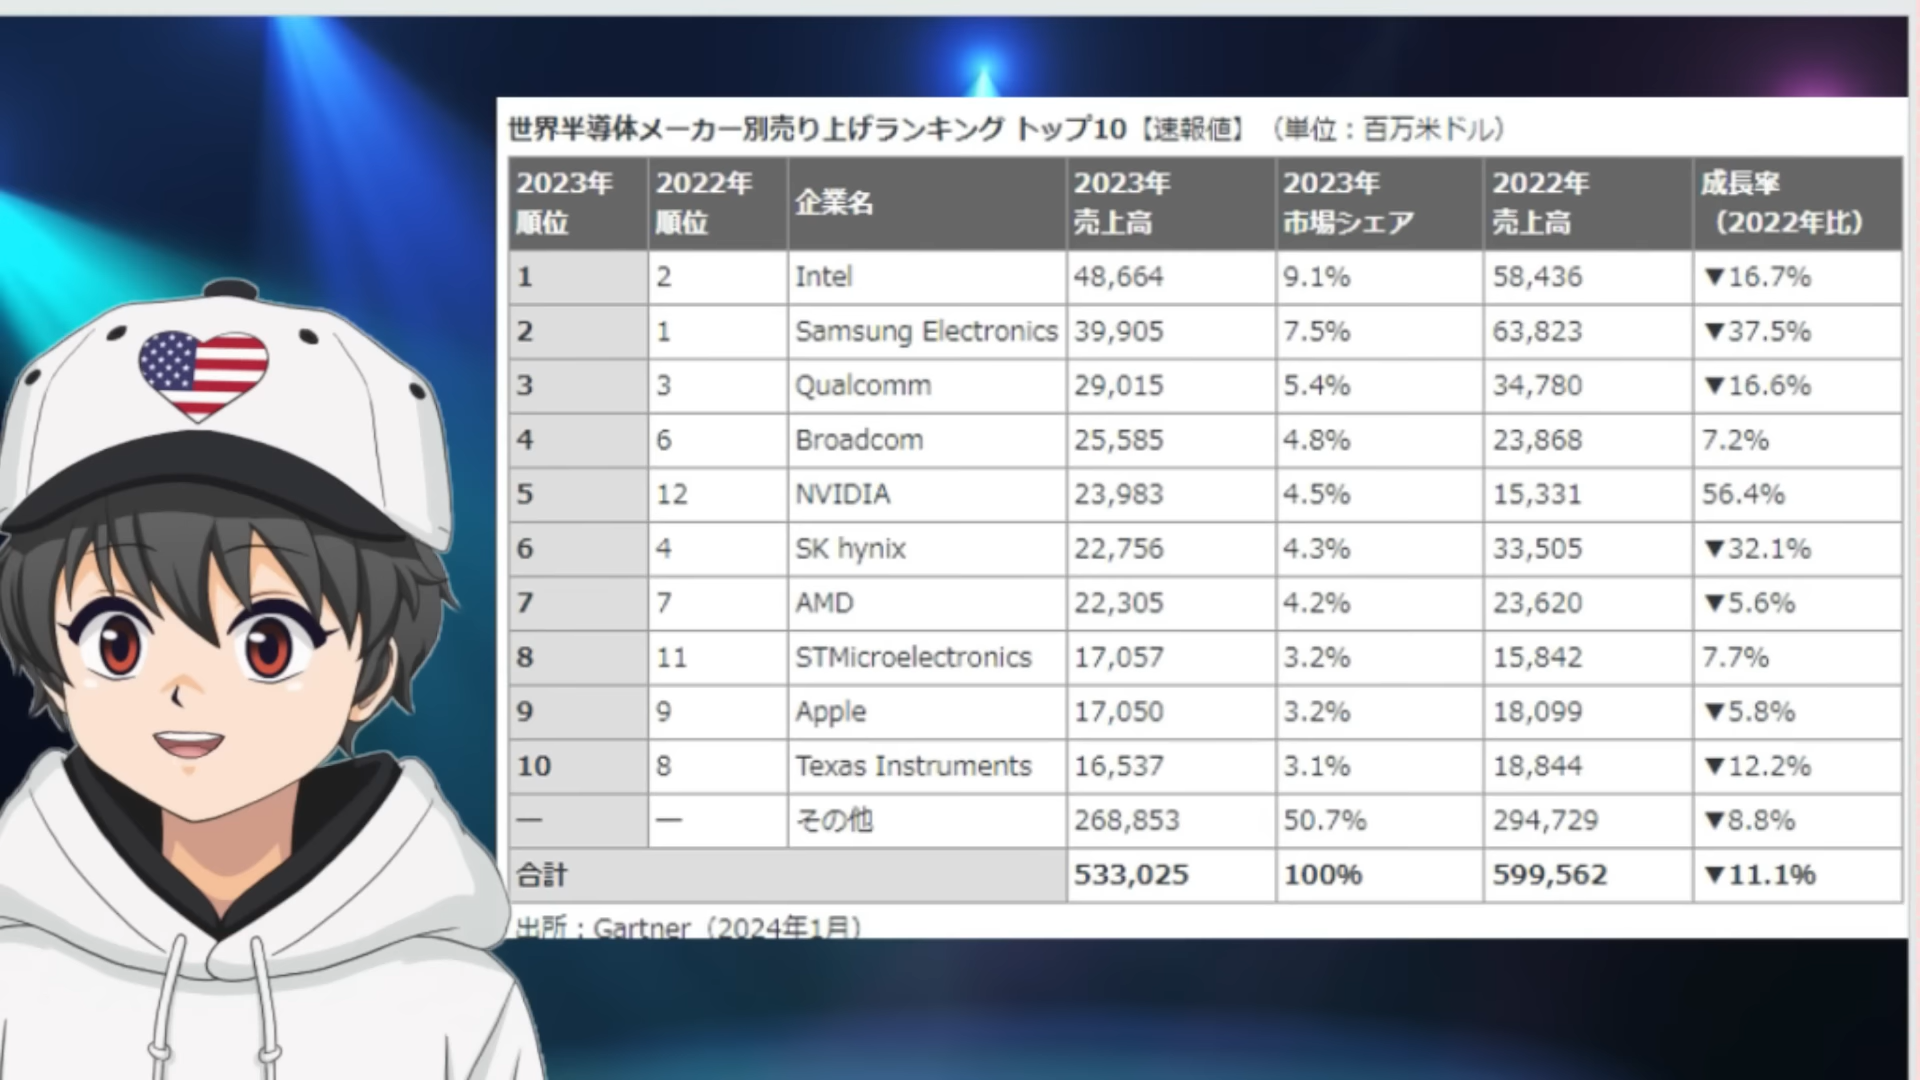 世界半導体メーカー別売り上げランキング トップ10【速報値】（単位：百万米ドル）
2023年順位 2022年順位 企業名 2023年売上高 2023年市場シェア 2022年売上高 成長率（2022年比）
1 2 Intel 48,664 9.1% 58,436 ▼16.7%
2 1 Samsung Electronics 39,905 7.5% 63,823 ▼37.5%
3 3 Qualcomm 29,015 5.4% 34,780 ▼16.6%
4 6 Broadcom 25,585 4.8% 23,868 7.2%
5 12 NVIDIA 23,983 4.5% 15,331 56.4%
6 4 SK hynix 22,756 4.3% 33,505 ▼32.1%
7 7 AMD 22,305 4.2% 23,620 ▼5.6%
8 11 STMicroelectronics 17,057 3.2% 15,842 7.7%
9 9 Apple 17,050 3.2% 18,099 ▼5.8%
10 8 Texas Instruments 16,537 3.1% 18,844 ▼12.2%
— — その他 268,853 50.7% 294,729 ▼8.8%
合計 533,025 100% 599,562 ▼11.1%
出所：Gartner（2024年1月）